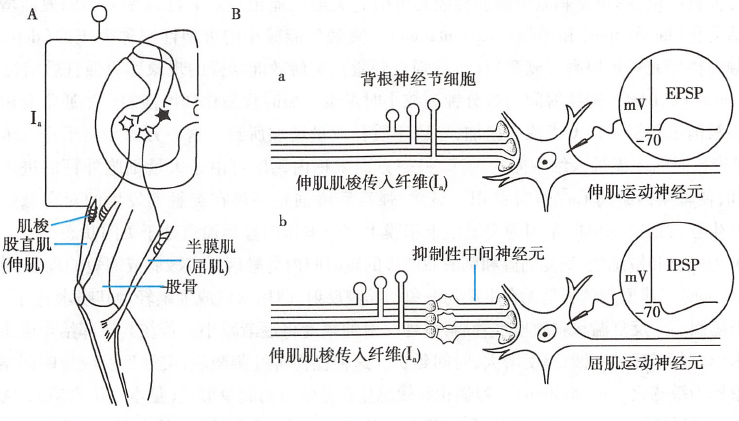 A
B
Iₐ
肌梭
股直肌
(伸肌)
半膜肌
(屈肌)
股骨
a
背根神经节细胞
mV
EPSP
-70
伸肌肌梭传入纤维(Iₐ)
伸肌运动神经元
b
抑制性中间神经元
mV
IPSP
-70
伸肌肌梭传入纤维(Iₐ)
屈肌运动神经元